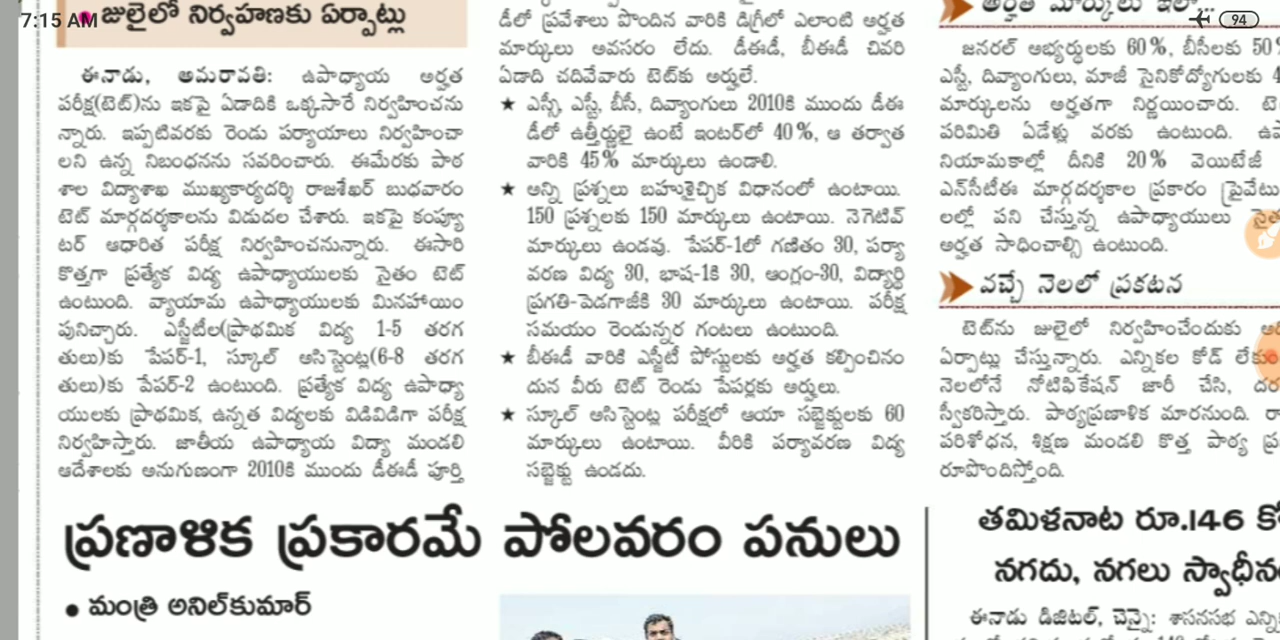 7:15 AM
94
జులైలో నిర్వహణకు ఏర్పాట్లు
ఈనాడు, అమరావతి: ఉపాధ్యాయ అర్హత
పరీక్ష(టెట్)ను ఇకపై ఏడాదికి ఒక్కసారే నిర్వహించను
న్నారు. ఇప్పటివరకు రెండు పర్యాయాలు నిర్వహించా
లని ఉన్న నిబంధనను సవరించారు. ఈమేరకు పాఠ
శాల విద్యాశాఖ ముఖ్యకార్యదర్శి రాజశేఖర్ బుధవారం
టెట్ మార్గదర్శకాలను విడుదల చేశారు. ఇకపై కంప్యూ
టర్ ఆధారిత పరీక్ష నిర్వహించనున్నారు. ఈసారి
కొత్తగా ప్రత్యేక విద్య ఉపాధ్యాయులకు సైతం టెట్
ఉంటుంది. వ్యాయామ ఉపాధ్యాయులకు మినహాయిం
పునిచ్చారు. ఎస్జీటీల(ప్రాథమిక విద్య 1-5 తరగ
తులు)కు పేపర్-1, స్కూల్ అసిస్టెంట్ల(6-8 తరగ
తులు)కు పేపర్-2 ఉంటుంది. ప్రత్యేక విద్య ఉపాధ్యా
యులకు ప్రాథమిక, ఉన్నత విద్యలకు విడివిడిగా పరీక్ష
నిర్వహిస్తారు. జాతీయ ఉపాధ్యాయ విద్యా మండలి
ఆదేశాలకు అనుగుణంగా 2010కి ముందు డీఈడీ పూర్తి
డీలో ప్రవేశాలు పొందిన వారికి డిగ్రీలో ఎలాంటి అర్హత
మార్కులు అవసరం లేదు. డీఈడీ, బీఈడీ చివరి
ఏడాది చదివేవారు టెట్‌కు అర్హులే.
★ ఎస్సీ, ఎస్టీ, బీసీ, దివ్యాంగులు 2010కి ముందు డీఈ
డీలో ఉత్తీర్ణులై ఉంటే ఇంటర్‌లో 40%, ఆ తర్వాత
వారికి 45% మార్కులు ఉండాలి.
★ అన్ని ప్రశ్నలు బహుళైచ్ఛిక విధానంలో ఉంటాయి.
150 ప్రశ్నలకు 150 మార్కులు ఉంటాయి. నెగెటివ్
మార్కులు ఉండవు. పేపర్-1లో గణితం 30, పర్యా
వరణ విద్య 30, భాష-1కి 30, ఆంగ్లం-30, విద్యార్థి
ప్రగతి-పెడగాజీకి 30 మార్కులు ఉంటాయి. పరీక్ష
సమయం రెండున్నర గంటలు ఉంటుంది.
★ బీఈడీ వారికి ఎస్జీటీ పోస్టులకు అర్హత కల్పించినం
దున వీరు టెట్ రెండు పేపర్లకు అర్హులు.
★ స్కూల్ అసిస్టెంట్ల పరీక్షలో ఆయా సబ్జెక్టులకు 60
మార్కులు ఉంటాయి. వీరికి పర్యావరణ విద్య
సబ్జెక్టు ఉండదు.
అర్హత మార్కులు ఇలా...
జనరల్ అభ్యర్థులకు 60%, బీసీలకు 50%
ఎస్టీ, దివ్యాంగులు, మాజీ సైనికోద్యోగులకు 4
మార్కులను అర్హతగా నిర్ణయించారు. టె
పరిమితి ఏడేళ్లు వరకు ఉంటుంది. ఉప
నియామకాల్లో దీనికి 20% వెయిటేజీ
ఎన్‌సీటీఈ మార్గదర్శకాల ప్రకారం ప్రైవేటు
లల్లో పని చేస్తున్న ఉపాధ్యాయులు సైత
అర్హత సాధించాల్సి ఉంటుంది.
వచ్చే నెలలో ప్రకటన
టెట్‌ను జులైలో నిర్వహించేందుకు
ఏర్పాట్లు చేస్తున్నారు. ఎన్నికల కోడ్ లేకుం
నెలలోనే నోటిఫికేషన్ జారీ చేసి, దర
స్వీకరిస్తారు. పాఠ్యప్రణాళిక మారనుంది. రా
పరిశోధన, శిక్షణ మండలి కొత్త పాఠ్య ప్ర
రూపొందిస్తోంది.
ప్రణాళిక ప్రకారమే పోలవరం పనులు
● మంత్రి అనిల్‌కుమార్
తమిళనాట రూ.146 కో
నగదు, నగలు స్వాధీనం
ఈనాడు డిజిటల్, చెన్నై: శాసనసభ ఎన్ని